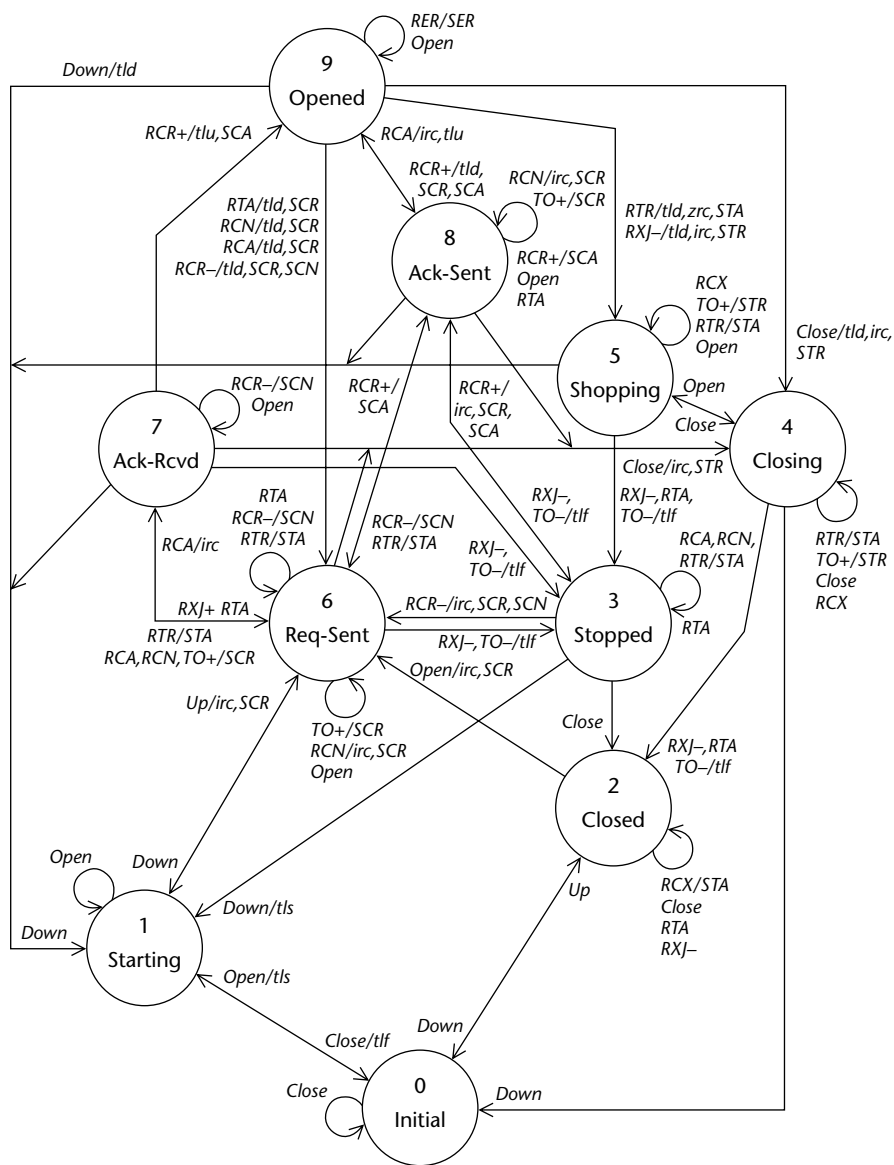 RER/SER
Open
9
Opened
Down/tld
RCR+/tlu,SCA
RCA/irc,tlu
RCR+/tld,
SCR,SCA
RCN/irc,SCR
TO+/SCR
RTA/tld,SCR
RCN/tld,SCR
RCA/tld,SCR
RCR–/tld,SCR,SCN
RTR/tld,zrc,STA
RXJ–/tld,irc,STR
8
Ack-Sent
RCR+/SCA
Open
RTA
RCX
TO+/STR
RTR/STA
Open
Close/tld,irc,
STR
5
Shopping
RCR–/SCN
Open
RCR+/
SCA
RCR+/
irc,SCR,
SCA
Open
Close
7
Ack-Rcvd
4
Closing
Close/irc,STR
RTA
RCR–/SCN
RTR/STA
RCR–/SCN
RTR/STA
RXJ–,
TO–/tlf
RXJ–,RTA,
TO–/tlf
RXJ–,
TO–/tlf
RCA/irc
RCA,RCN,
RTR/STA
RTR/STA
TO+/STR
Close
RCX
6
Req-Sent
RCR–/irc,SCR,SCN
3
Stopped
RXJ+ RTA
RTR/STA
RCA,RCN,TO+/SCR
RXJ–,TO–/tlf
RTA
Open/irc,SCR
Up/irc,SCR
TO+/SCR
RCN/irc,SCR
Open
Close
RXJ–,RTA
TO–/tlf
2
Closed
Open
Down
Up
RCX/STA
Close
RTA
RXJ–
Down/tls
Down
1
Starting
Open/tls
Down
Close/tlf
Close
0
Initial
Down